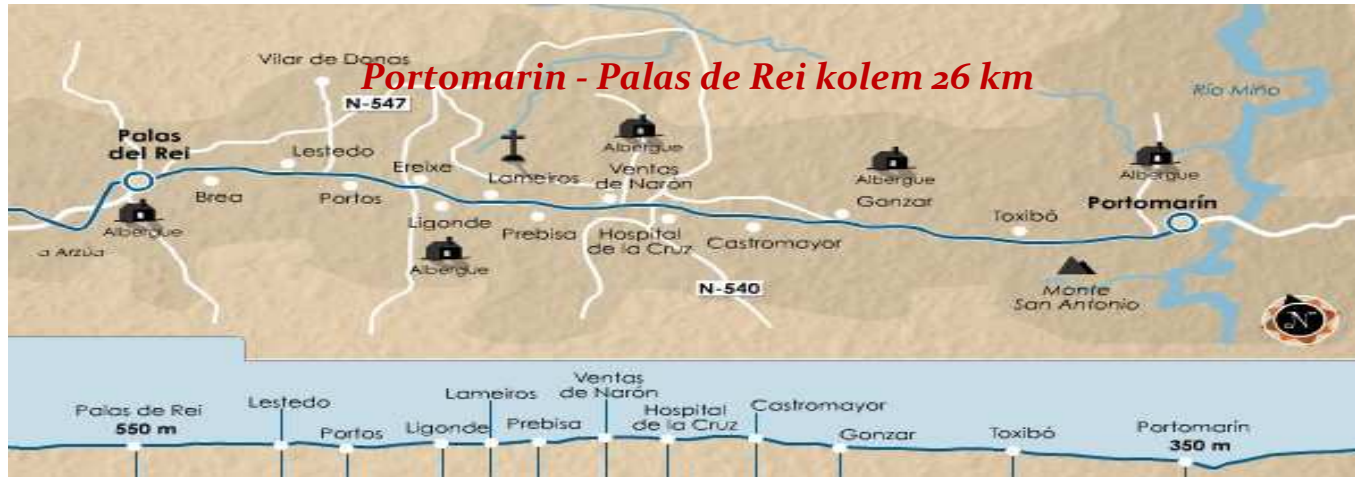 Vilar de Donas
Portomarin - Palas de Rei kolem 26 km
Río Miño
N-547
Palas
del Rei
Lestedo
Ereixe
Lameiros
Albergue
Ventas
de Narón
Albergue
Gonzar
Albergue
Portomarín
Brea
Portos
Ligonde
Prebisa
Hospital
de la Cruz
Castromayor
Toxibó
Albergue
a Arzúa
Albergue
N-540
Monte
San Antonio
N
Palas de Rei
550 m
Lestedo
Portos
Ligonde
Lameiros
Prebisa
Ventas
de Narón
Hospital
de la Cruz
Castromayor
Gonzar
Toxibó
Portomarín
350 m